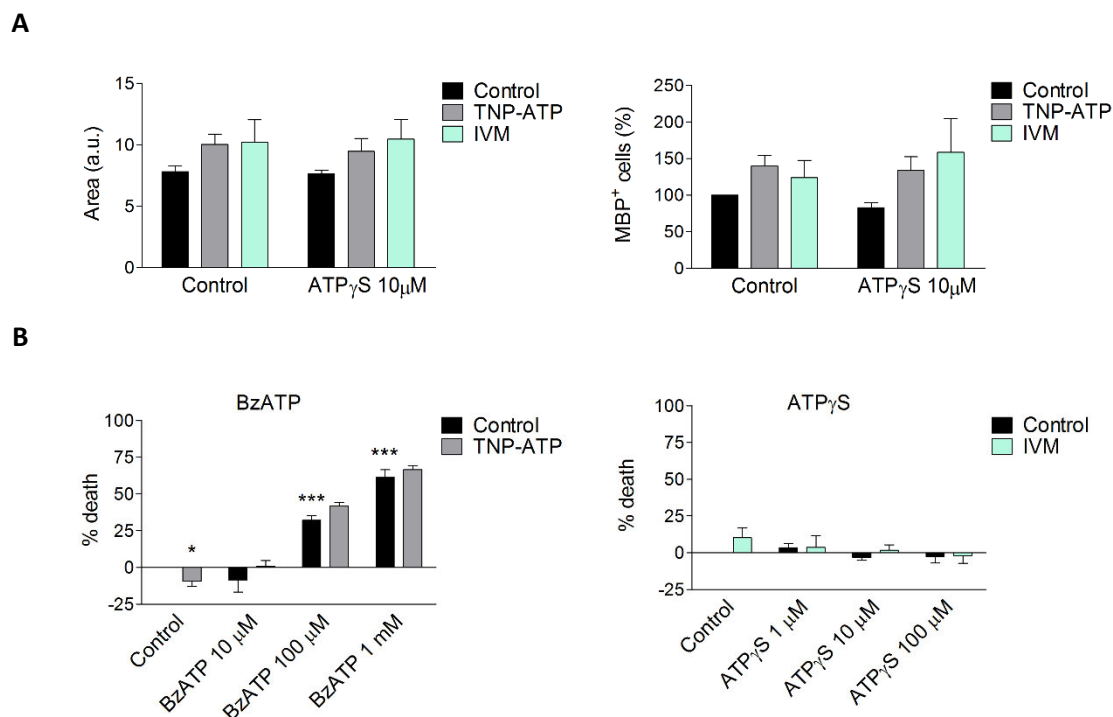 A
Area (a.u.)
15
10
5
0
Control
ATPγS 10μM
Control
TNP-ATP
IVM
MBP+ cells (%)
250
200
150
100
50
0
Control
ATPγS 10μM
Control
TNP-ATP
IVM
B
BzATP
% death
100
75
50
25
0
-25
*
***
***
Control
BzATP 10 μM
BzATP 100 μM
BzATP 1 mM
Control
TNP-ATP
ATPγS
% death
100
75
50
25
0
-25
Control
ATPγS 1 μM
ATPγS 10 μM
ATPγS 100 μM
Control
IVM